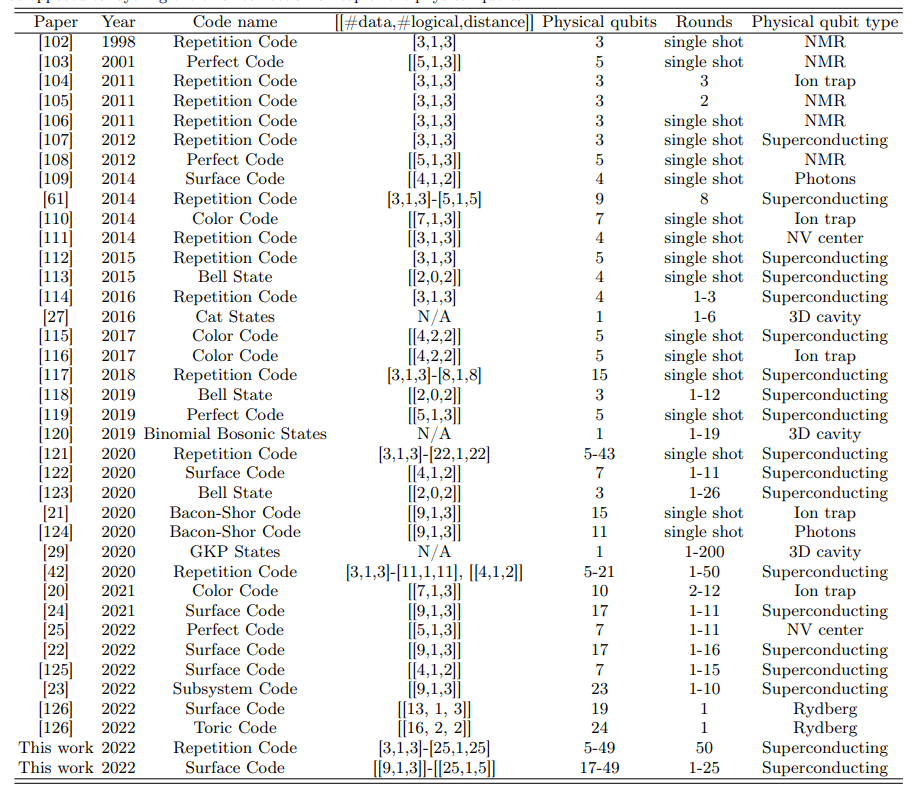 Paper Year Code name [[#data,#logical,distance]] Physical qubits Rounds Physical qubit type
[102] 1998 Repetition Code [3,1,3] 3 single shot NMR
[103] 2001 Perfect Code [[5,1,3]] 5 single shot NMR
[104] 2011 Repetition Code [3,1,3] 3 3 Ion trap
[105] 2011 Repetition Code [3,1,3] 3 2 NMR
[106] 2011 Repetition Code [3,1,3] 3 single shot NMR
[107] 2012 Repetition Code [3,1,3] 3 single shot Superconducting
[108] 2012 Perfect Code [[5,1,3]] 5 single shot NMR
[109] 2014 Surface Code [[4,1,2]] 4 single shot Photons
[61] 2014 Repetition Code [3,1,3]-[5,1,5] 9 8 Superconducting
[110] 2014 Color Code [[7,1,3]] 7 single shot Ion trap
[111] 2014 Repetition Code [[3,1,3]] 4 single shot NV center
[112] 2015 Repetition Code [3,1,3] 5 single shot Superconducting
[113] 2015 Bell State [[2,0,2]] 4 single shot Superconducting
[114] 2016 Repetition Code [3,1,3] 4 1-3 Superconducting
[27] 2016 Cat States N/A 1 1-6 3D cavity
[115] 2017 Color Code [[4,2,2]] 5 single shot Superconducting
[116] 2017 Color Code [[4,2,2]] 5 single shot Ion trap
[117] 2018 Repetition Code [3,1,3]-[8,1,8] 15 single shot Superconducting
[118] 2019 Bell State [[2,0,2]] 3 1-12 Superconducting
[119] 2019 Perfect Code [[5,1,3]] 5 single shot Superconducting
[120] 2019 Binomial Bosonic States N/A 1 1-19 3D cavity
[121] 2020 Repetition Code [3,1,3]-[22,1,22] 5-43 single shot Superconducting
[122] 2020 Surface Code [[4,1,2]] 7 1-11 Superconducting
[123] 2020 Bell State [[2,0,2]] 3 1-26 Superconducting
[21] 2020 Bacon-Shor Code [[9,1,3]] 15 single shot Ion trap
[124] 2020 Bacon-Shor Code [[9,1,3]] 11 single shot Photons
[29] 2020 GKP States N/A 1 1-200 3D cavity
[42] 2020 Repetition Code [3,1,3]-[11,1,11], [[4,1,2]] 5-21 1-50 Superconducting
[20] 2021 Color Code [[7,1,3]] 10 2-12 Ion trap
[24] 2021 Surface Code [[9,1,3]] 17 1-11 Superconducting
[25] 2022 Perfect Code [[5,1,3]] 7 1-11 NV center
[22] 2022 Surface Code [[9,1,3]] 17 1-16 Superconducting
[125] 2022 Surface Code [[4,1,2]] 7 1-15 Superconducting
[23] 2022 Subsystem Code [[9,1,3]] 23 1-10 Superconducting
[126] 2022 Surface Code [[13, 1, 3]] 19 1 Rydberg
[126] 2022 Toric Code [[16, 2, 2]] 24 1 Rydberg
This work 2022 Repetition Code [3,1,3]-[25,1,25] 5-49 50 Superconducting
This work 2022 Surface Code [[9,1,3]]-[[25,1,5]] 17-49 1-25 Superconducting